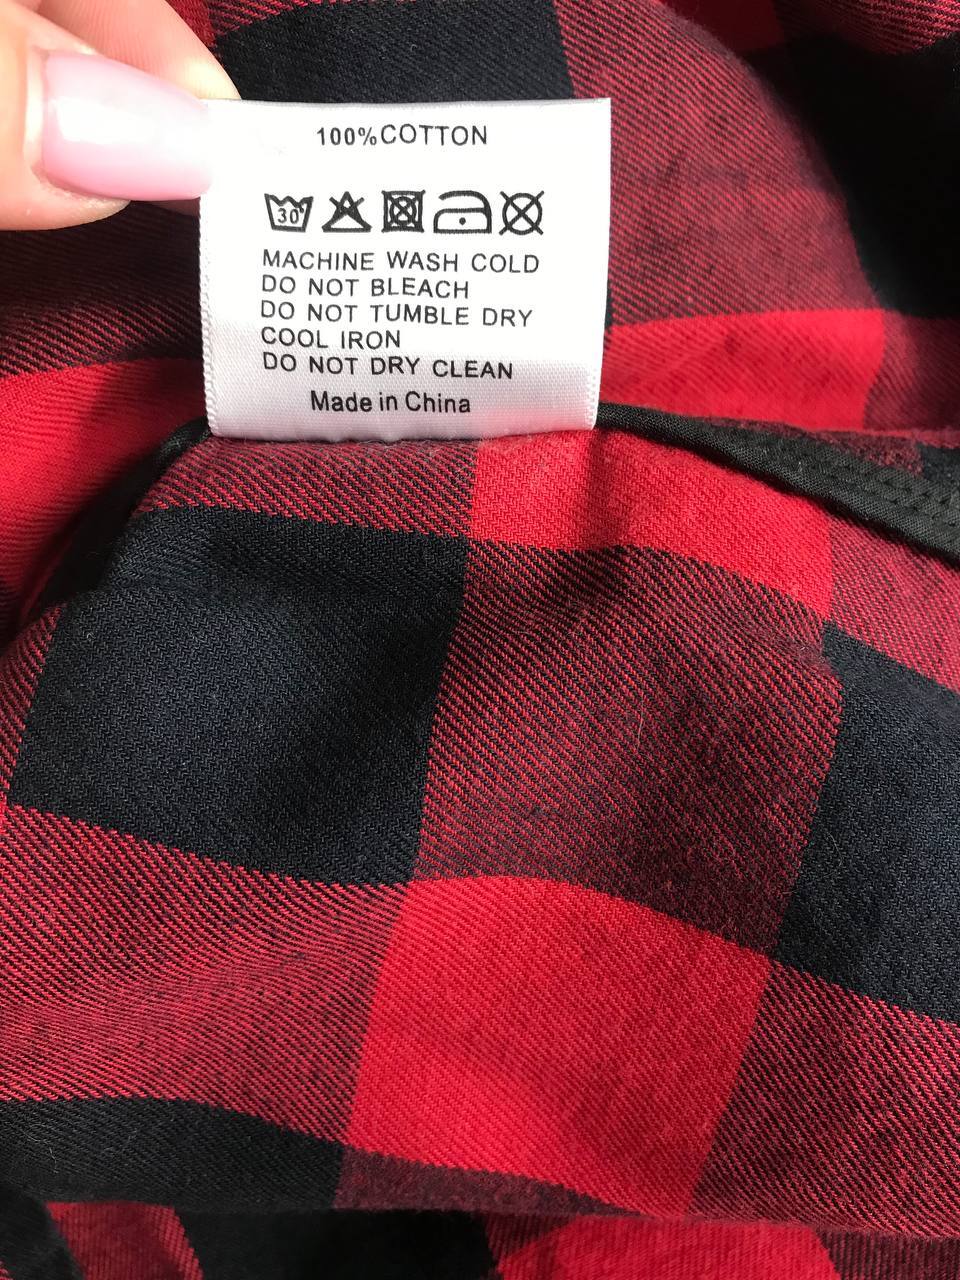 100%COTTON
30
MACHINE WASH COLD
DO NOT BLEACH
DO NOT TUMBLE DRY
COOL IRON
DO NOT DRY CLEAN
Made in China